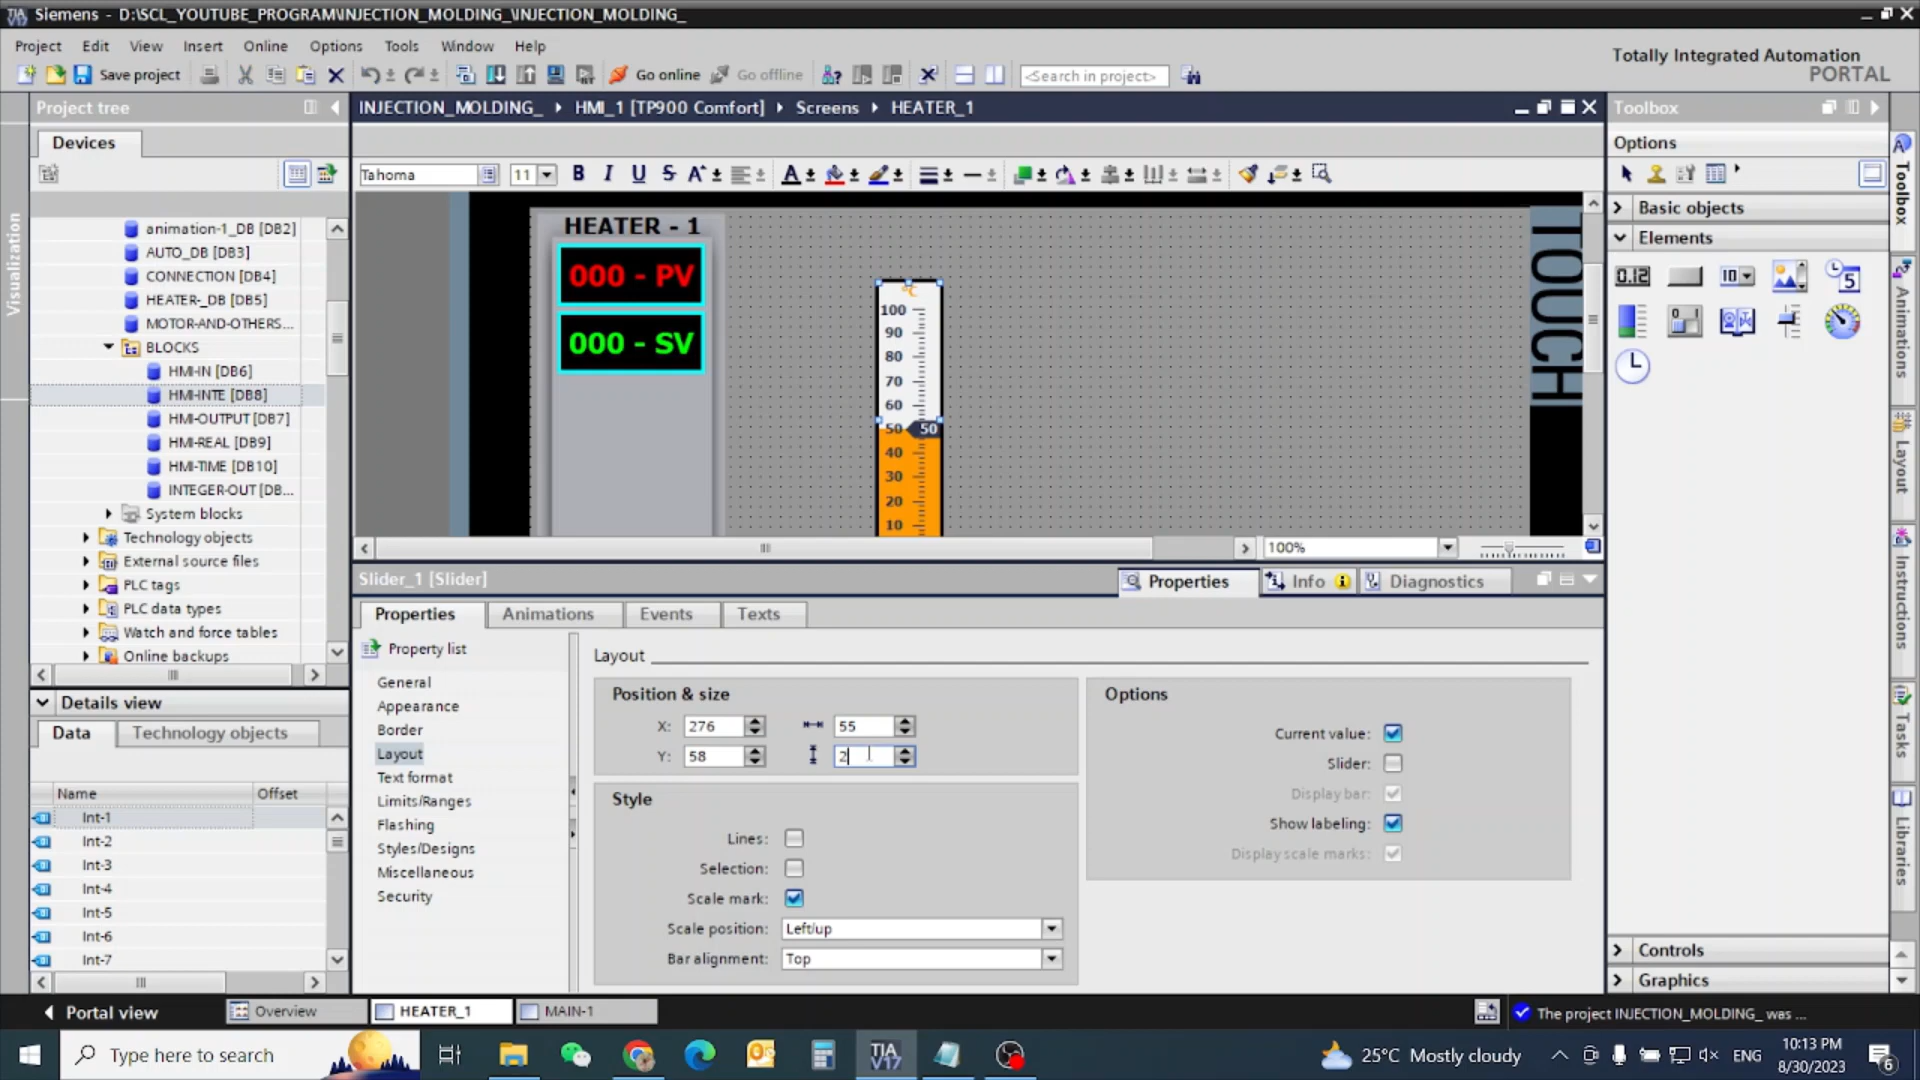 Siemens - D:\SCL_YOUTUBE_PROGRAM\INJECTION_MOLDING_\INJECTION_MOLDING_
Project Edit View Insert Online Options Tools Window Help
Totally Integrated Automation
PORTAL
Save project
Go online
Go offline
<Search in project>
Project tree
INJECTION_MOLDING_ HMI_1 [TP900 Comfort] Screens HEATER_1
Toolbox
Devices
Options
Tahoma 11 B I U S A A
Basic objects
Elements
0.12
10
5
Visualization
animation-1_DB [DB2]
AUTO_DB [DB3]
CONNECTION [DB4]
HEATER-_DB [DB5]
MOTOR-AND-OTHERS...
BLOCKS
HMI-IN [DB6]
HMI-INTE [DB8]
HMI-OUTPUT [DB7]
HMI-REAL [DB9]
HMI-TIME [DB10]
INTEGER-OUT [DB...
System blocks
Technology objects
External source files
PLC tags
PLC data types
Watch and force tables
Online backups
HEATER - 1
000 - PV
000 - SV
°C
100
90
80
70
60
50 50
40
30
20
10
TOUCH
100%
Toolbox
Animations
Layout
Instructions
Tasks
Libraries
Slider_1 [Slider]
Properties Info Diagnostics
Properties Animations Events Texts
Property list
General
Appearance
Border
Layout
Text format
Limits/Ranges
Flashing
Styles/Designs
Miscellaneous
Security
Layout
Position & size
X: 276 55
Y: 58 2
Style
Lines:
Selection:
Scale mark:
Scale position: Left/up
Bar alignment: Top
Options
Current value:
Slider:
Display bar:
Show labeling:
Display scale marks:
Details view
Data Technology objects
Name Offset
Int-1
Int-2
Int-3
Int-4
Int-5
Int-6
Int-7
Controls
Graphics
Portal view Overview HEATER_1 MAIN-1
The project INJECTION_MOLDING_ was ...
Type here to search
TIA
V17
25°C Mostly cloudy
ENG
10:13 PM
8/30/2023
6